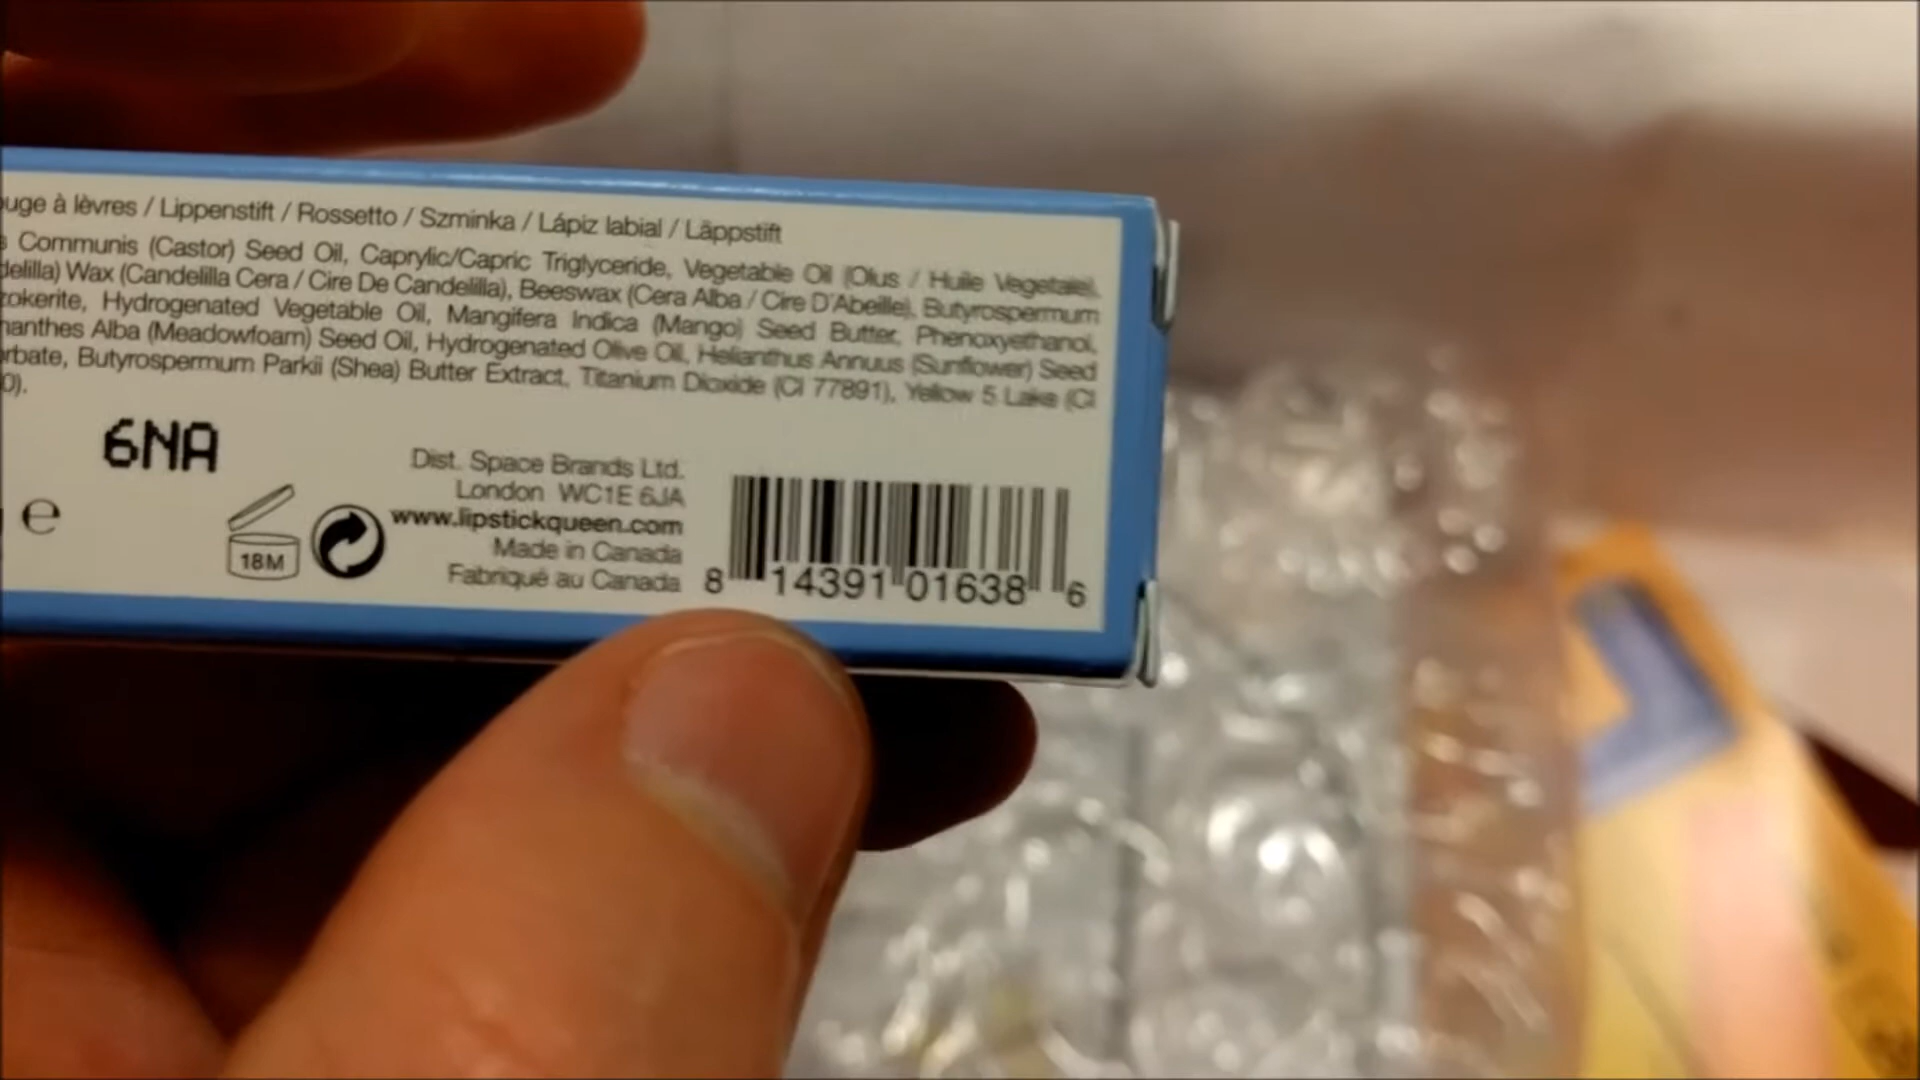 uge à lèvres / Lippenstift / Rossetto / Szminka / Lápiz labial / Läppstift
s Communis (Castor) Seed Oil, Caprylic/Capric Triglyceride, Vegetable Oil (Olus / Huile Vegetale),
delilla) Wax (Candelilla Cera / Cire De Candelilla), Beeswax (Cera Alba / Cire D'Abeille), Butyrospermum
zokerite, Hydrogenated Vegetable Oil, Mangifera Indica (Mango) Seed Butter, Phenoxyethanol,
nanthes Alba (Meadowfoam) Seed Oil, Hydrogenated Olive Oil, Helianthus Annuus (Sunflower) Seed
rbate, Butyrospermum Parkii (Shea) Butter Extract, Titanium Dioxide (CI 77891), Yellow 5 Lake (CI
0).
6NA
e
18M
Dist. Space Brands Ltd.
London WC1E 6JA
www.lipstickqueen.com
Made in Canada
Fabriqué au Canada
8 14391 01638 6